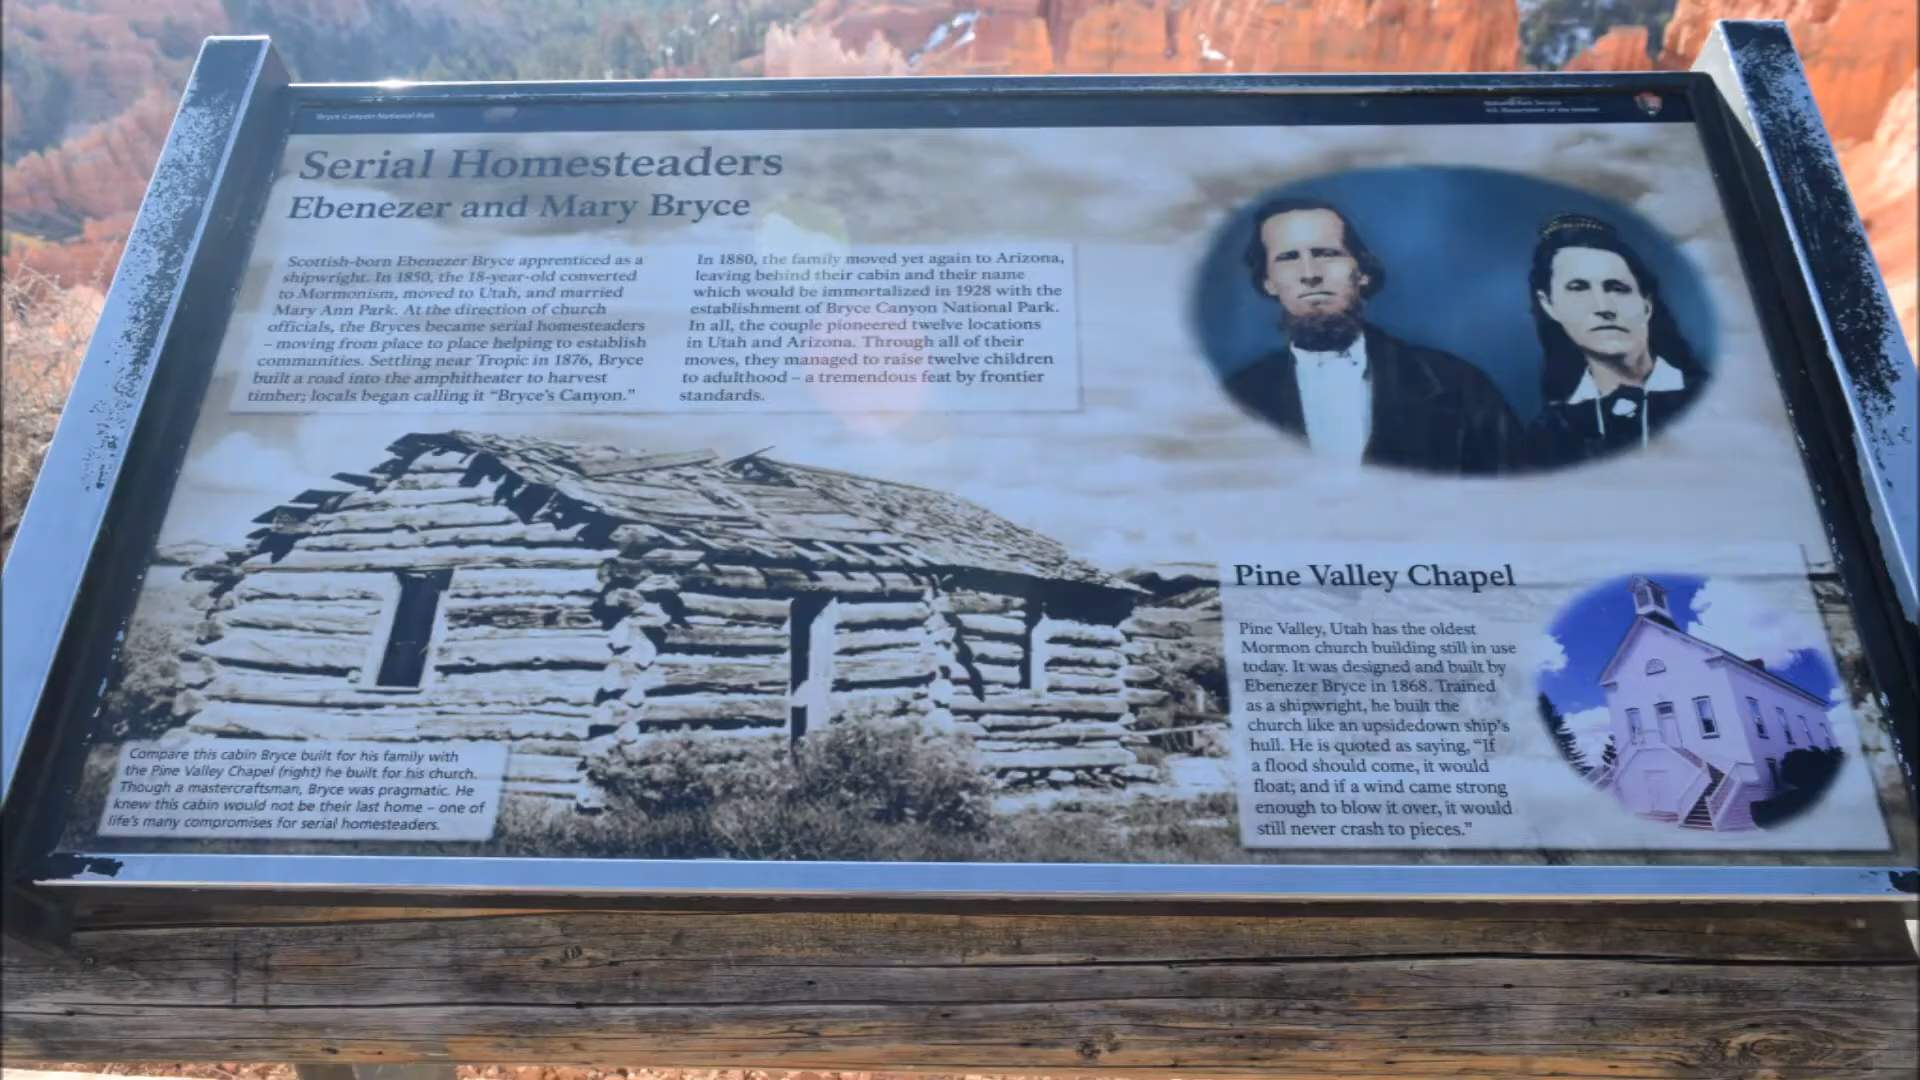 Bryce Canyon National Park
National Park Service
U.S. Department of the Interior
Serial Homesteaders
Ebenezer and Mary Bryce
Scottish-born Ebenezer Bryce apprenticed as a
shipwright. In 1850, the 18-year-old converted
to Mormonism, moved to Utah, and married
Mary Ann Park. At the direction of church
officials, the Bryces became serial homesteaders
– moving from place to place helping to establish
communities. Settling near Tropic in 1876, Bryce
built a road into the amphitheater to harvest
timber; locals began calling it “Bryce’s Canyon.”
In 1880, the family moved yet again to Arizona,
leaving behind their cabin and their name
which would be immortalized in 1928 with the
establishment of Bryce Canyon National Park.
In all, the couple pioneered twelve locations
in Utah and Arizona. Through all of their
moves, they managed to raise twelve children
to adulthood – a tremendous feat by frontier
standards.
Compare this cabin Bryce built for his family with
the Pine Valley Chapel (right) he built for his church.
Though a mastercraftsman, Bryce was pragmatic. He
knew this cabin would not be their last home – one of
life’s many compromises for serial homesteaders.
Pine Valley Chapel
Pine Valley, Utah has the oldest
Mormon church building still in use
today. It was designed and built by
Ebenezer Bryce in 1868. Trained
as a shipwright, he built the
church like an upsidedown ship’s
hull. He is quoted as saying, “If
a flood should come, it would
float; and if a wind came strong
enough to blow it over, it would
still never crash to pieces.”